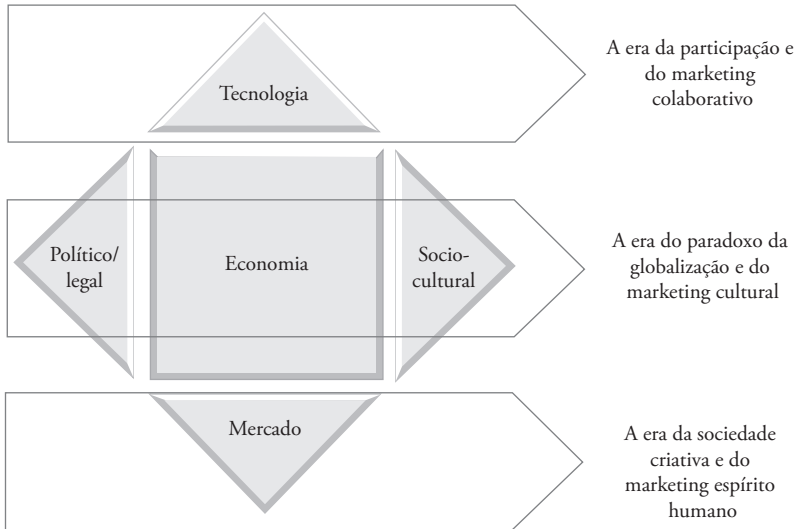 Tecnologia
A era da participação e
do marketing
colaborativo
Político/
legal
Economia
Socio-
cultural
A era do paradoxo da
globalização e do
marketing cultural
Mercado
A era da sociedade
criativa e do
marketing espírito
humano